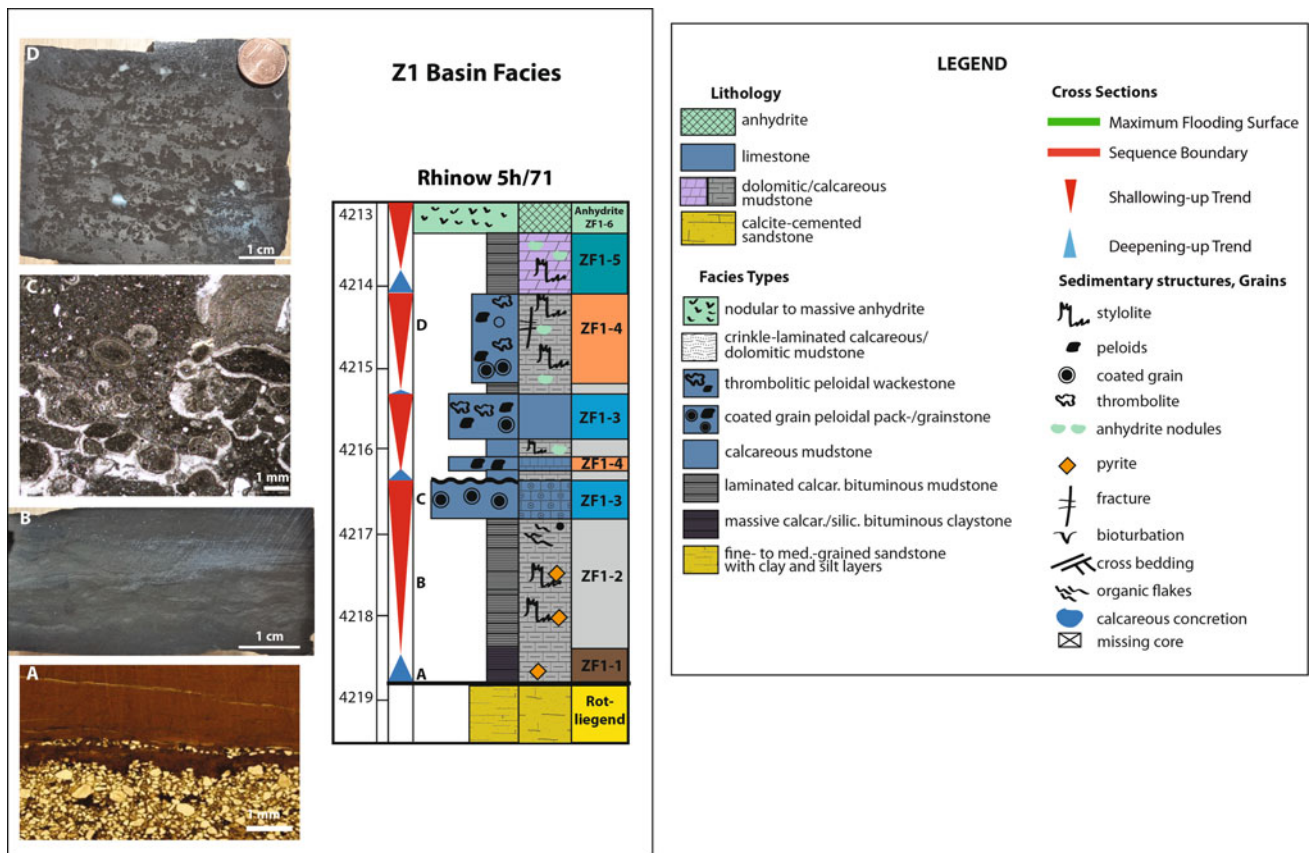 D
1 cm
C
1 mm
B
1 cm
A
1 mm
Z1 Basin Facies
Rhinow 5h/71
4213
4214
4215
4216
4217
4218
4219
D
C
B
A
Anhydrite
ZF1-6
ZF1-5
ZF1-4
ZF1-3
ZF1-4
ZF1-3
ZF1-2
ZF1-1
Rot-
liegend
LEGEND
Lithology
anhydrite
limestone
dolomitic/calcareous
mudstone
calcite-cemented
sandstone
Facies Types
nodular to massive anhydrite
crinkle-laminated calcareous/
dolomitic mudstone
thrombolitic peloidal wackestone
coated grain peloidal pack-/grainstone
calcareous mudstone
laminated calcar. bituminous mudstone
massive calcar./silic. bituminous claystone
fine- to med.-grained sandstone
with clay and silt layers
Cross Sections
Maximum Flooding Surface
Sequence Boundary
Shallowing-up Trend
Deepening-up Trend
Sedimentary structures, Grains
stylolite
peloids
coated grain
thrombolite
anhydrite nodules
pyrite
fracture
bioturbation
cross bedding
organic flakes
calcareous concretion
missing core